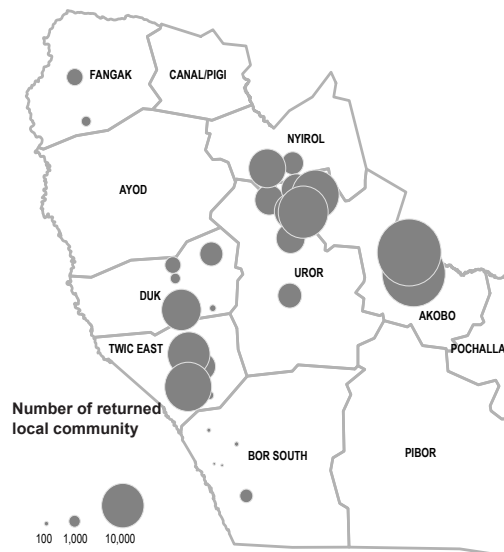 FANGAK
CANAL/PIGI
NYIROL
AYOD
UROR
DUK
AKOBO
TWIC EAST
POCHALLA
Number of returned
local community
BOR SOUTH
PIBOR
100 1,000 10,000